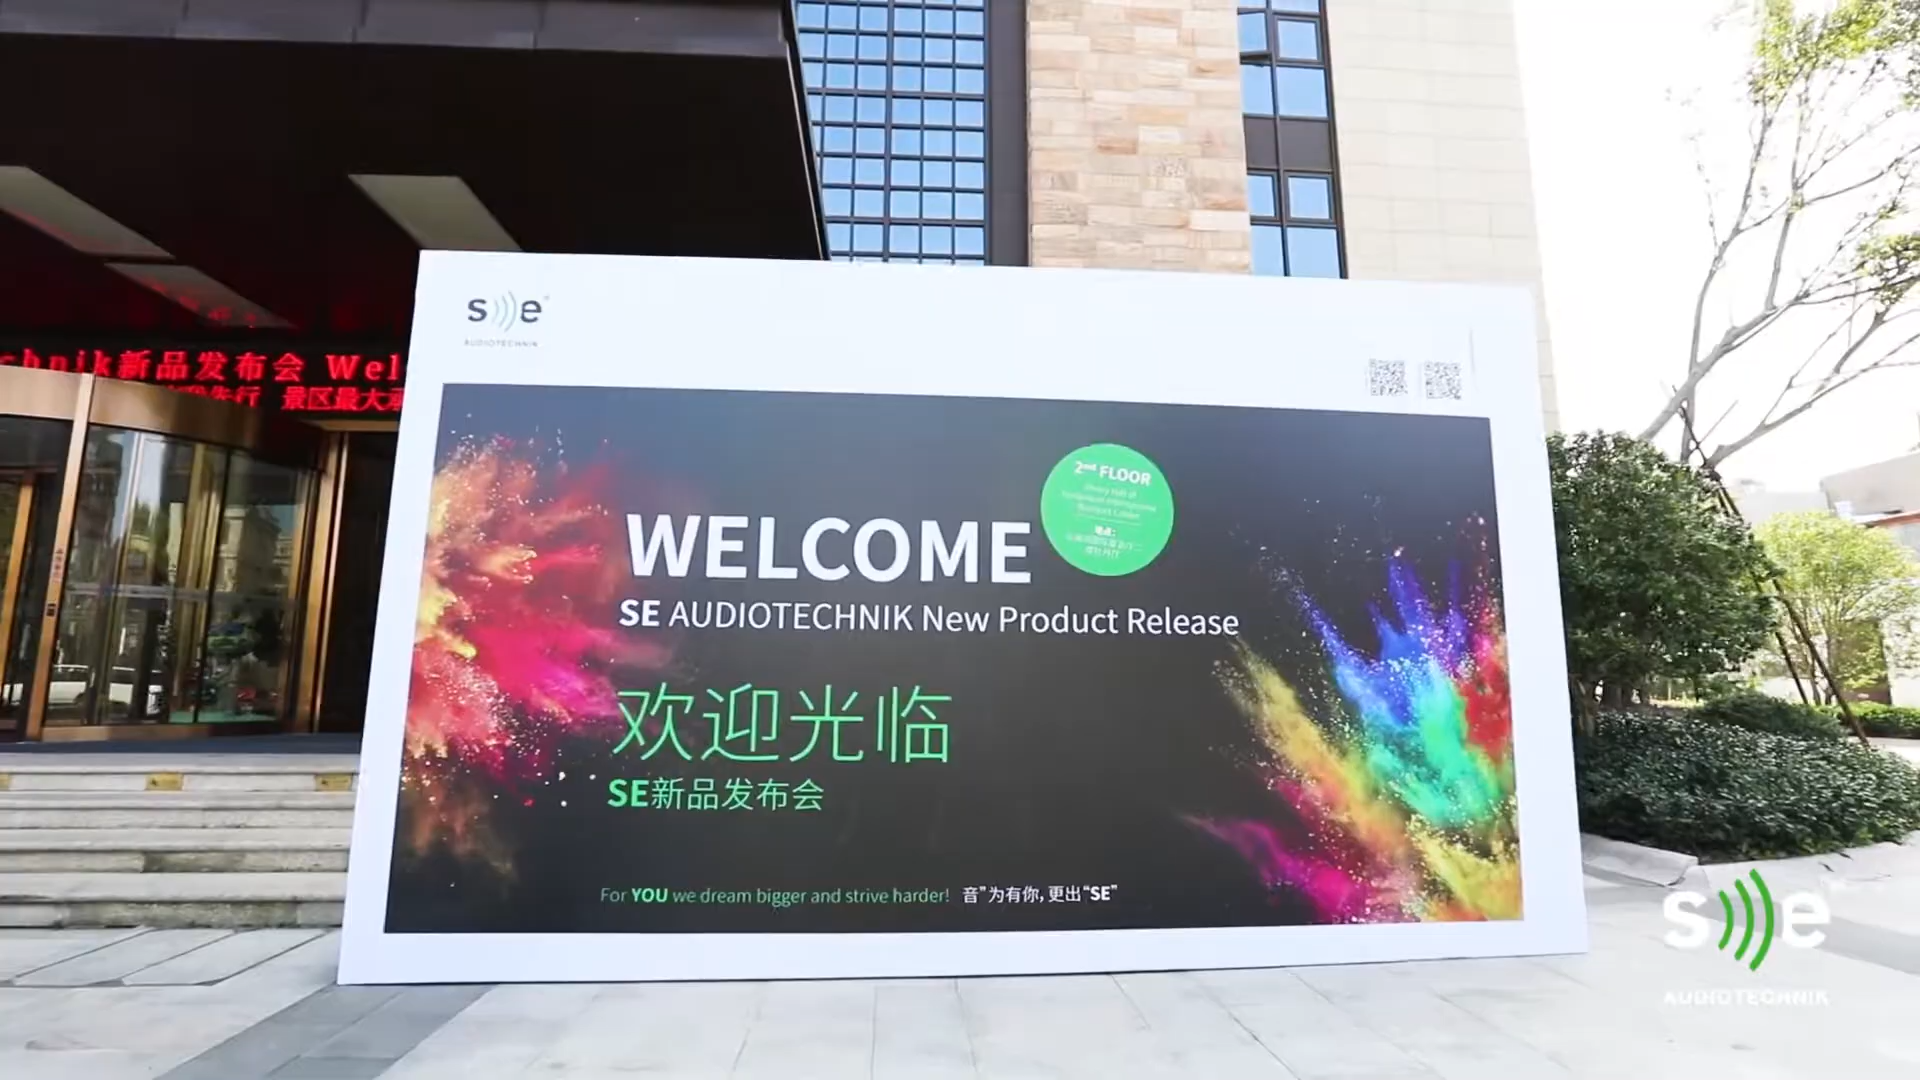 s e
AUDIOTECHNIK
chnik新品发布会 Wel
景区最大
2nd FLOOR
地点:
WELCOME
SE AUDIOTECHNIK New Product Release
欢迎光临
SE新品发布会
For YOU we dream bigger and strive harder! 音”为有你,更出“SE”
s e
AUDIOTECHNIK